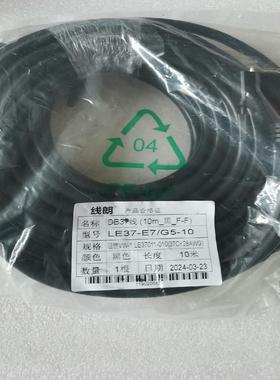 04
线朗 产品合格证
名称 DB37线(10m_黑_F-F)
型号 LE37-E7/G5-10
规格
颜色 黑色 长度 10米
数量 1根 日期 2024-03-23